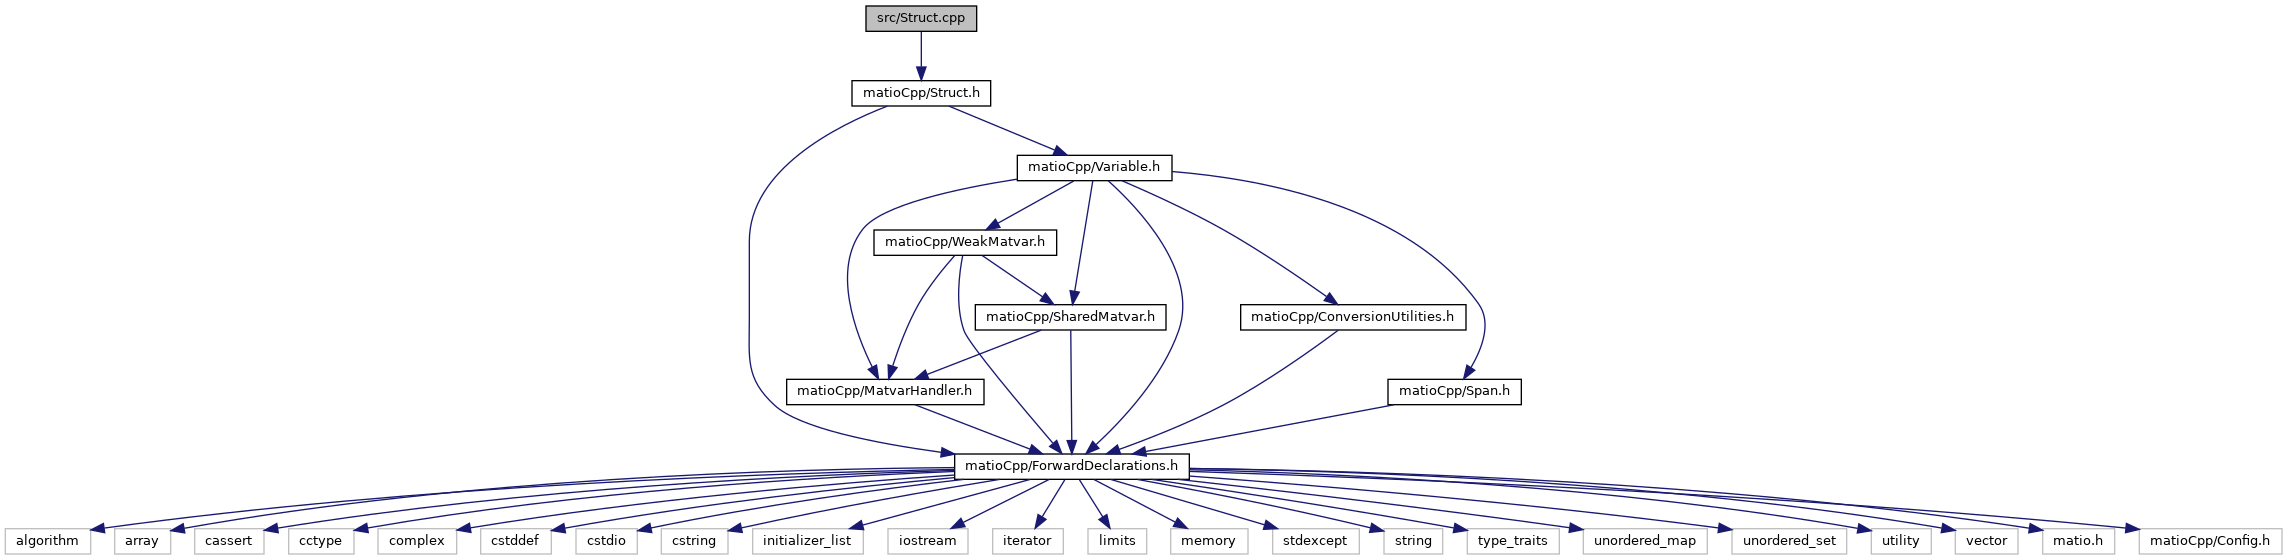 src/Struct.cpp
matioCpp/Struct.h
matioCpp/Variable.h
matioCpp/WeakMatvar.h
matioCpp/SharedMatvar.h
matioCpp/ConversionUtilities.h
matioCpp/MatvarHandler.h
matioCpp/Span.h
matioCpp/ForwardDeclarations.h
algorithm
array
cassert
cctype
complex
cstddef
cstdio
cstring
initializer_list
iostream
iterator
limits
memory
stdexcept
string
type_traits
unordered_map
unordered_set
utility
vector
matio.h
matioCpp/Config.h